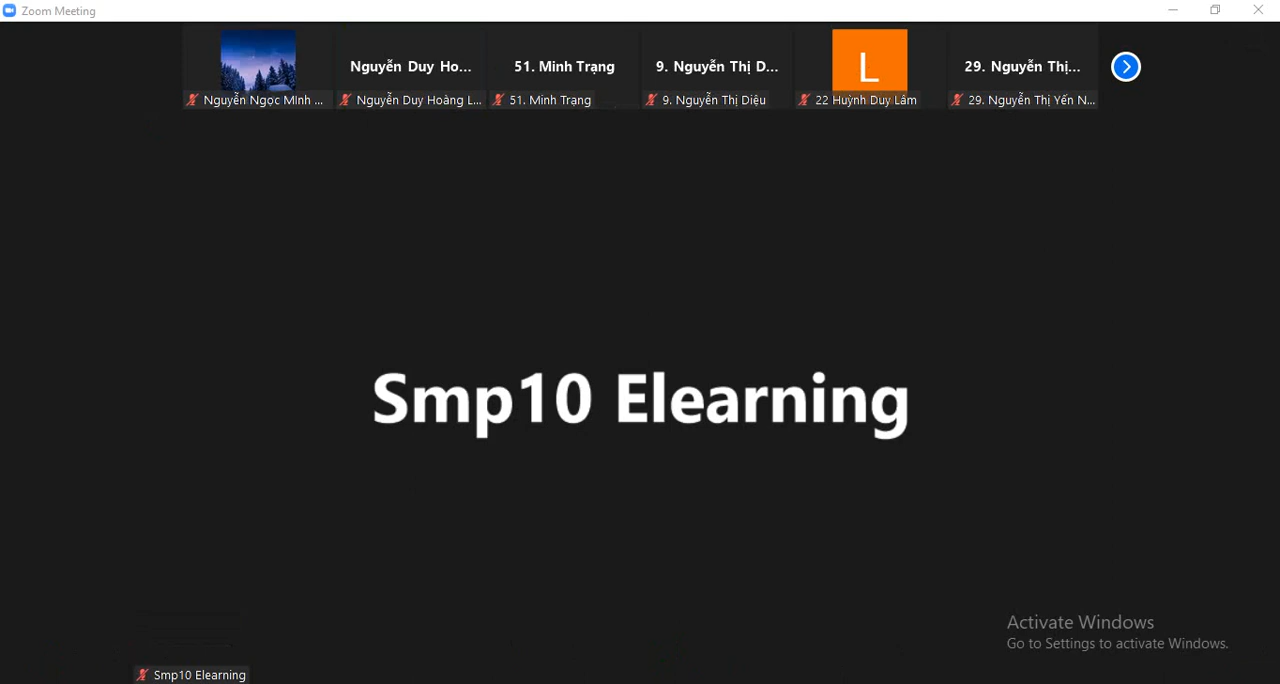 Zoom Meeting
Nguyễn Duy Ho...
51. Minh Trạng
9. Nguyễn Thị D...
L
29. Nguyễn Thị...
Nguyễn Ngọc Minh ...
Nguyễn Duy Hoàng L...
51. Minh Trạng
9. Nguyễn Thị Diệu
22 Huỳnh Duy Lâm
29. Nguyễn Thị Yến N...
Smp10 Elearning
Activate Windows
Go to Settings to activate Windows.
Smp10 Elearning